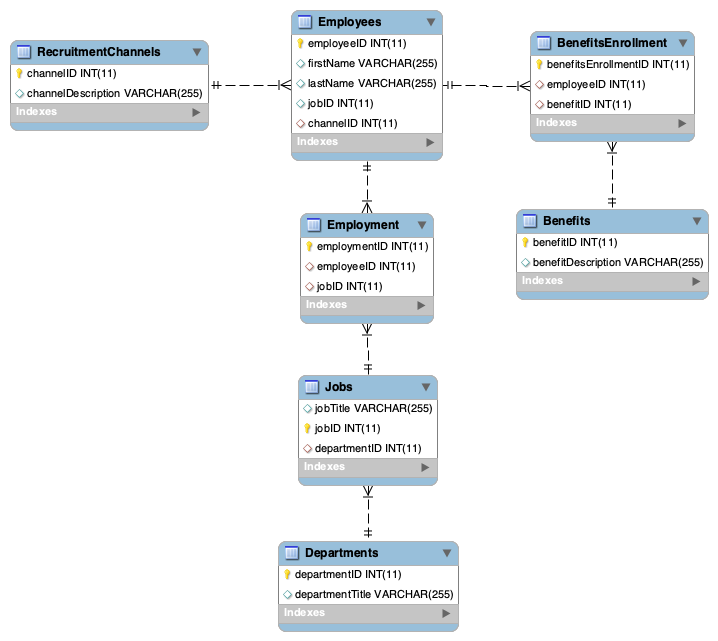 RecruitmentChannels
channelID INT(11)
channelDescription VARCHAR(255)
Indexes
Employees
employeeID INT(11)
firstName VARCHAR(255)
lastName VARCHAR(255)
jobID INT(11)
channelID INT(11)
Indexes
BenefitsEnrollment
benefitsEnrollmentID INT(11)
employeeID INT(11)
benefitID INT(11)
Indexes
Employment
employmentID INT(11)
employeeID INT(11)
jobID INT(11)
Indexes
Benefits
benefitID INT(11)
benefitDescription VARCHAR(255)
Indexes
Jobs
jobTitle VARCHAR(255)
jobID INT(11)
departmentID INT(11)
Indexes
Departments
departmentID INT(11)
departmentTitle VARCHAR(255)
Indexes